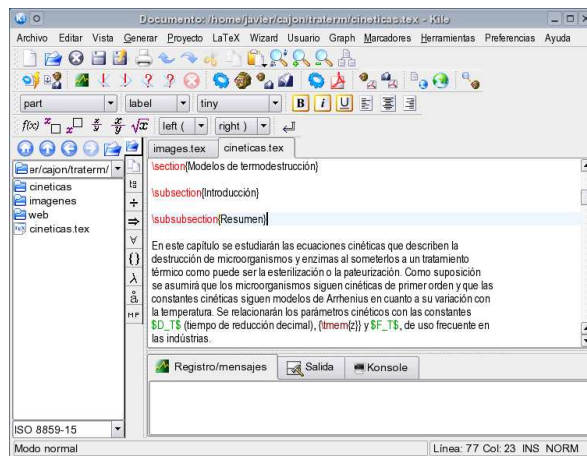 Documento: /home/javier/cajon/traterm/cineticas.tex - Kile
Archivo Editar Vista Generar Proyecto LaTeX Wizard Usuario Graph Marcadores Herramientas Preferencias Ayuda
part label tiny B i U
f(x) left ( right )
er/cajon/traterm/
cineticas
imagenes
web
cineticas.tex
ISO 8859-15
images.tex cineticas.tex
\section{Modelos de termodestrucción}
\subsection{Introducción}
\subsubsection{Resumen}
En este capítulo se estudiarán las ecuaciones cinéticas que describen la
destrucción de microorganismos y enzimas al someterlos a un tratamiento
térmico como puede ser la esterilización o la pateurización. Como suposición
se asumirá que los microorganismos siguen cinéticas de primer orden y que las
constantes cinéticas siguen modelos de Arrhenius en cuanto a su variación con
la temperatura. Se relacionarán los parámetros cinéticos con las constantes
$D_T$ (tiempo de reducción decimal), {\tmem{z}} y $F_T$, de uso frecuente en
las indústrias.
Registro/mensajes Salida Konsole
Modo normal Línea: 77 Col: 23 INS NORM